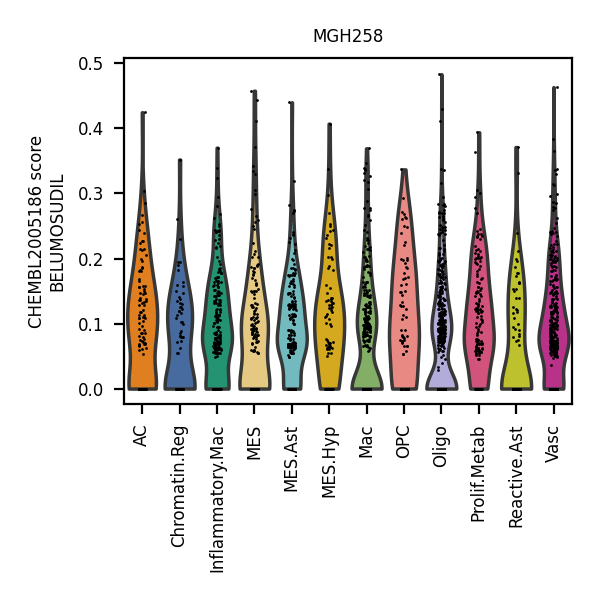 MGH258
CHEMBL2005186 score
BELUMOSUDIL
0.5
0.4
0.3
0.2
0.1
0.0
AC
Chromatin.Reg
Inflammatory.Mac
MES
MES.Ast
MES.Hyp
Mac
OPC
Oligo
Prolif.Metab
Reactive.Ast
Vasc